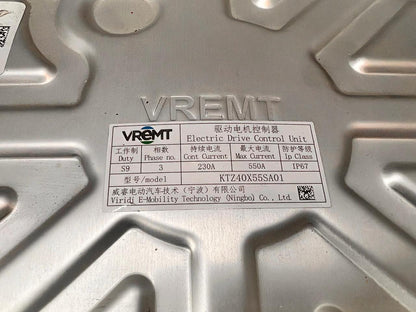 VREMT
VREMT
驱动电机控制器
Electric Drive Control Unit
工作制 相数 持续电流 最大电流 防护等级
Duty Phase no. Cont Current Max Current Ip Class
S9 3 230A 550A IP67
型号/model KTZ40X55SA01
威睿电动汽车技术（宁波）有限公司
Viridi E-Mobility Technology (Ningbo) Co., Ltd